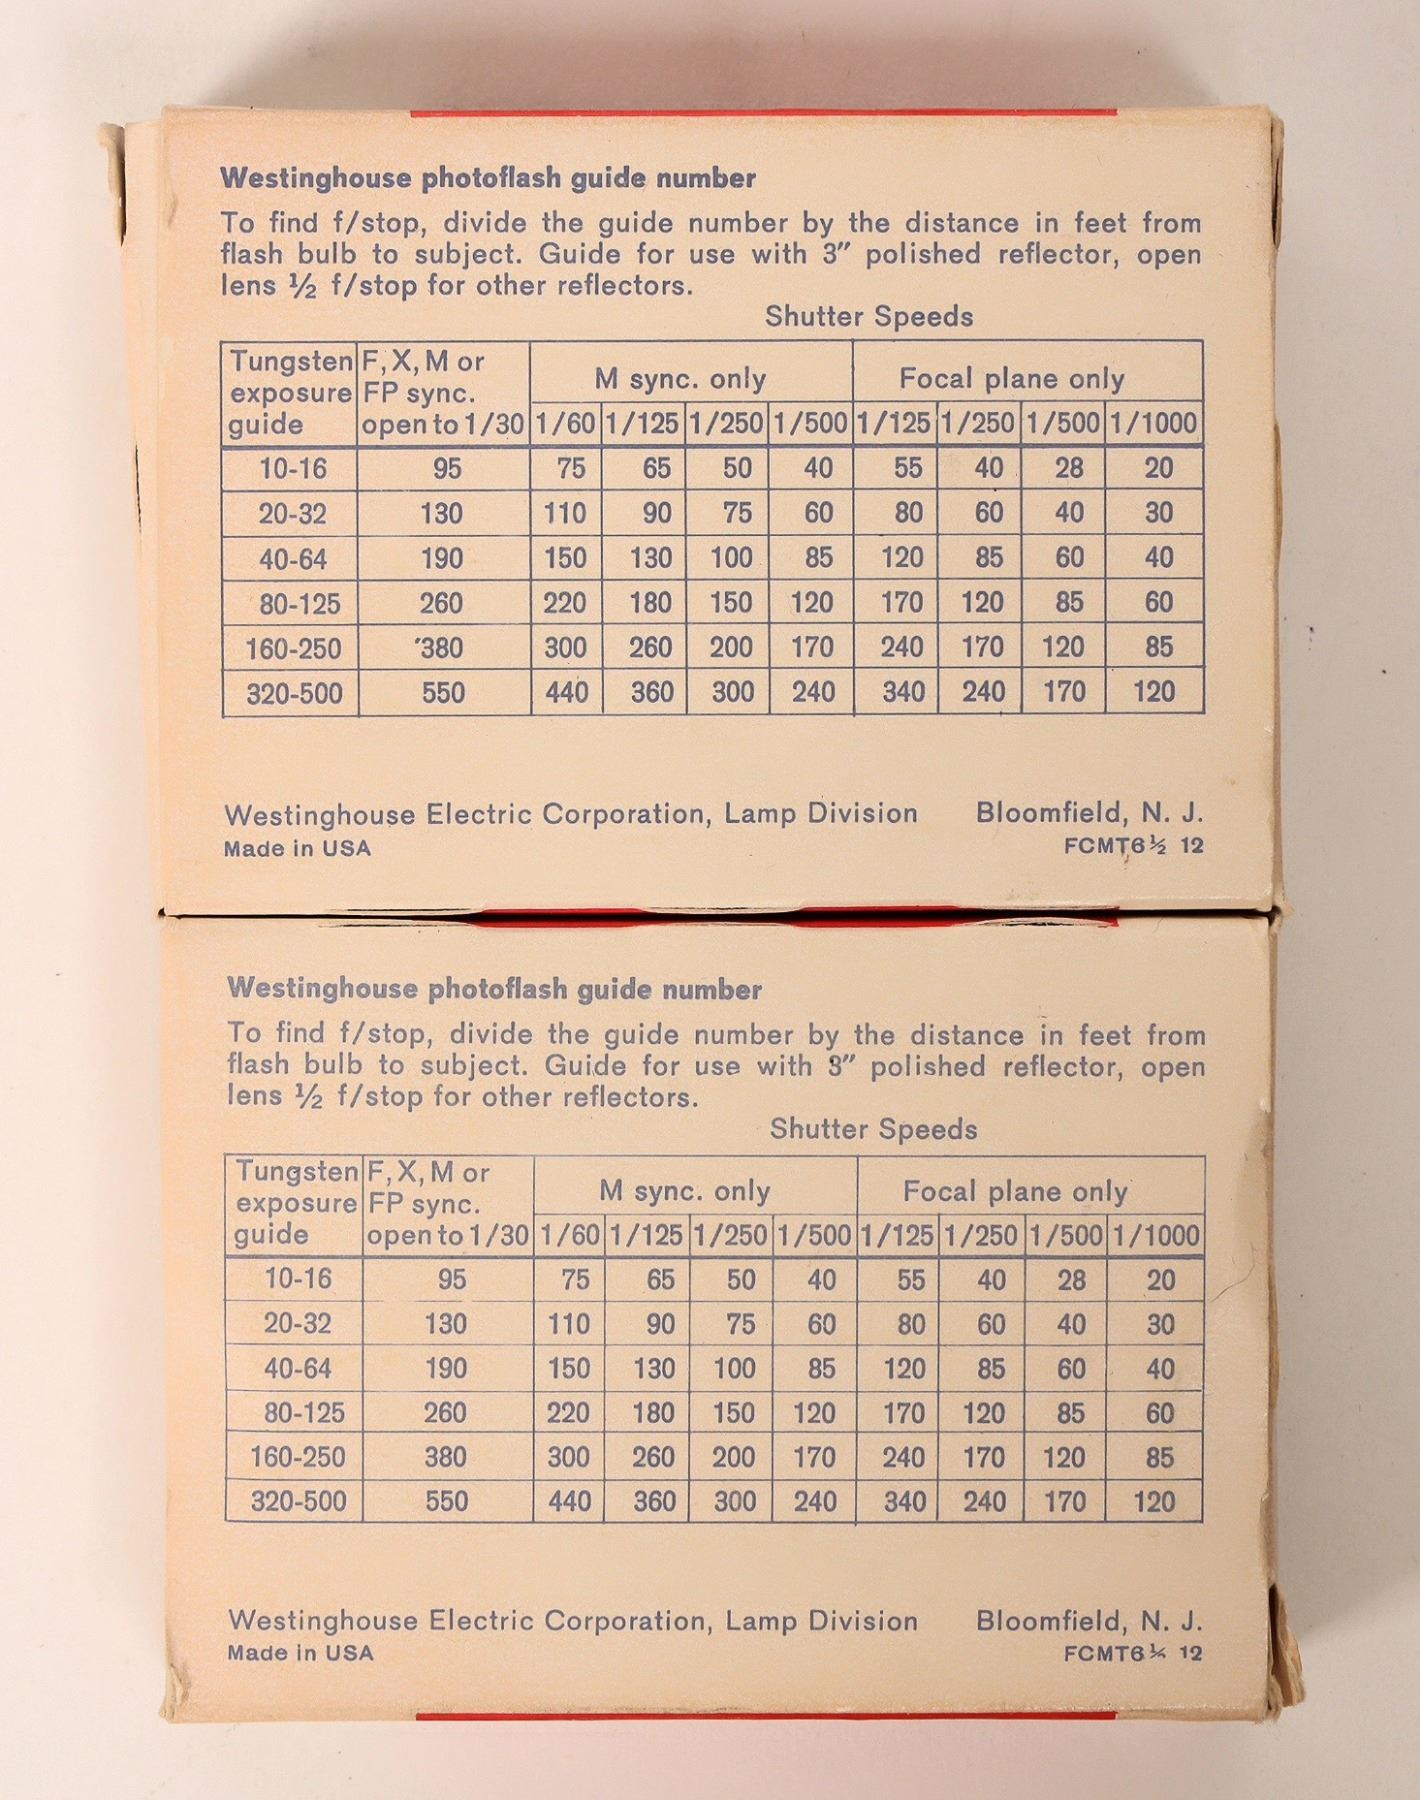 Westinghouse photoflash guide number
To find f/stop, divide the guide number by the distance in feet from
flash bulb to subject. Guide for use with 3″ polished reflector, open
lens ½ f/stop for other reflectors.
Shutter Speeds
Tungsten F, X, M or
exposure FP sync. M sync. only Focal plane only
guide open to 1/30 1/60 1/125 1/250 1/500 1/125 1/250 1/500 1/1000
10-16 95 75 65 50 40 55 40 28 20
20-32 130 110 90 75 60 80 60 40 30
40-64 190 150 130 100 85 120 85 60 40
80-125 260 220 180 150 120 170 120 85 60
160-250 380 300 260 200 170 240 170 120 85
320-500 550 440 360 300 240 340 240 170 120
Westinghouse Electric Corporation, Lamp Division Bloomfield, N. J.
Made in USA FCMT6½ 12
Westinghouse photoflash guide number
To find f/stop, divide the guide number by the distance in feet from
flash bulb to subject. Guide for use with 3″ polished reflector, open
lens ½ f/stop for other reflectors.
Shutter Speeds
Tungsten F, X, M or
exposure FP sync. M sync. only Focal plane only
guide open to 1/30 1/60 1/125 1/250 1/500 1/125 1/250 1/500 1/1000
10-16 95 75 65 50 40 55 40 28 20
20-32 130 110 90 75 60 80 60 40 30
40-64 190 150 130 100 85 120 85 60 40
80-125 260 220 180 150 120 170 120 85 60
160-250 380 300 260 200 170 240 170 120 85
320-500 550 440 360 300 240 340 240 170 120
Westinghouse Electric Corporation, Lamp Division Bloomfield, N. J.
Made in USA 12